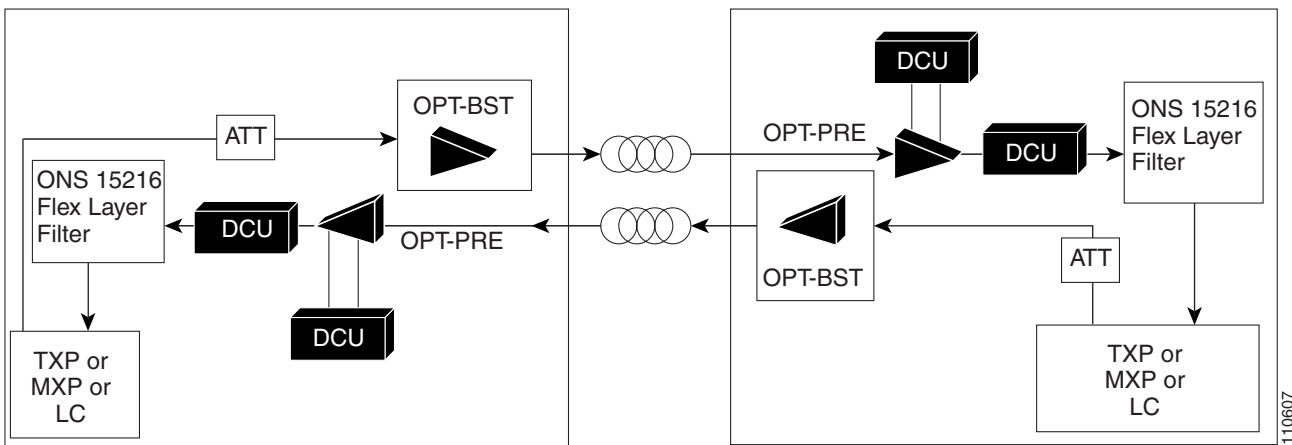 DCU
OPT-BST
ONS 15216
Flex Layer
Filter
ATT
OPT-PRE
DCU
ONS 15216
Flex Layer
Filter
DCU
OPT-PRE
OPT-BST
ATT
DCU
TXP or
MXP or
LC
TXP or
MXP or
LC
110607